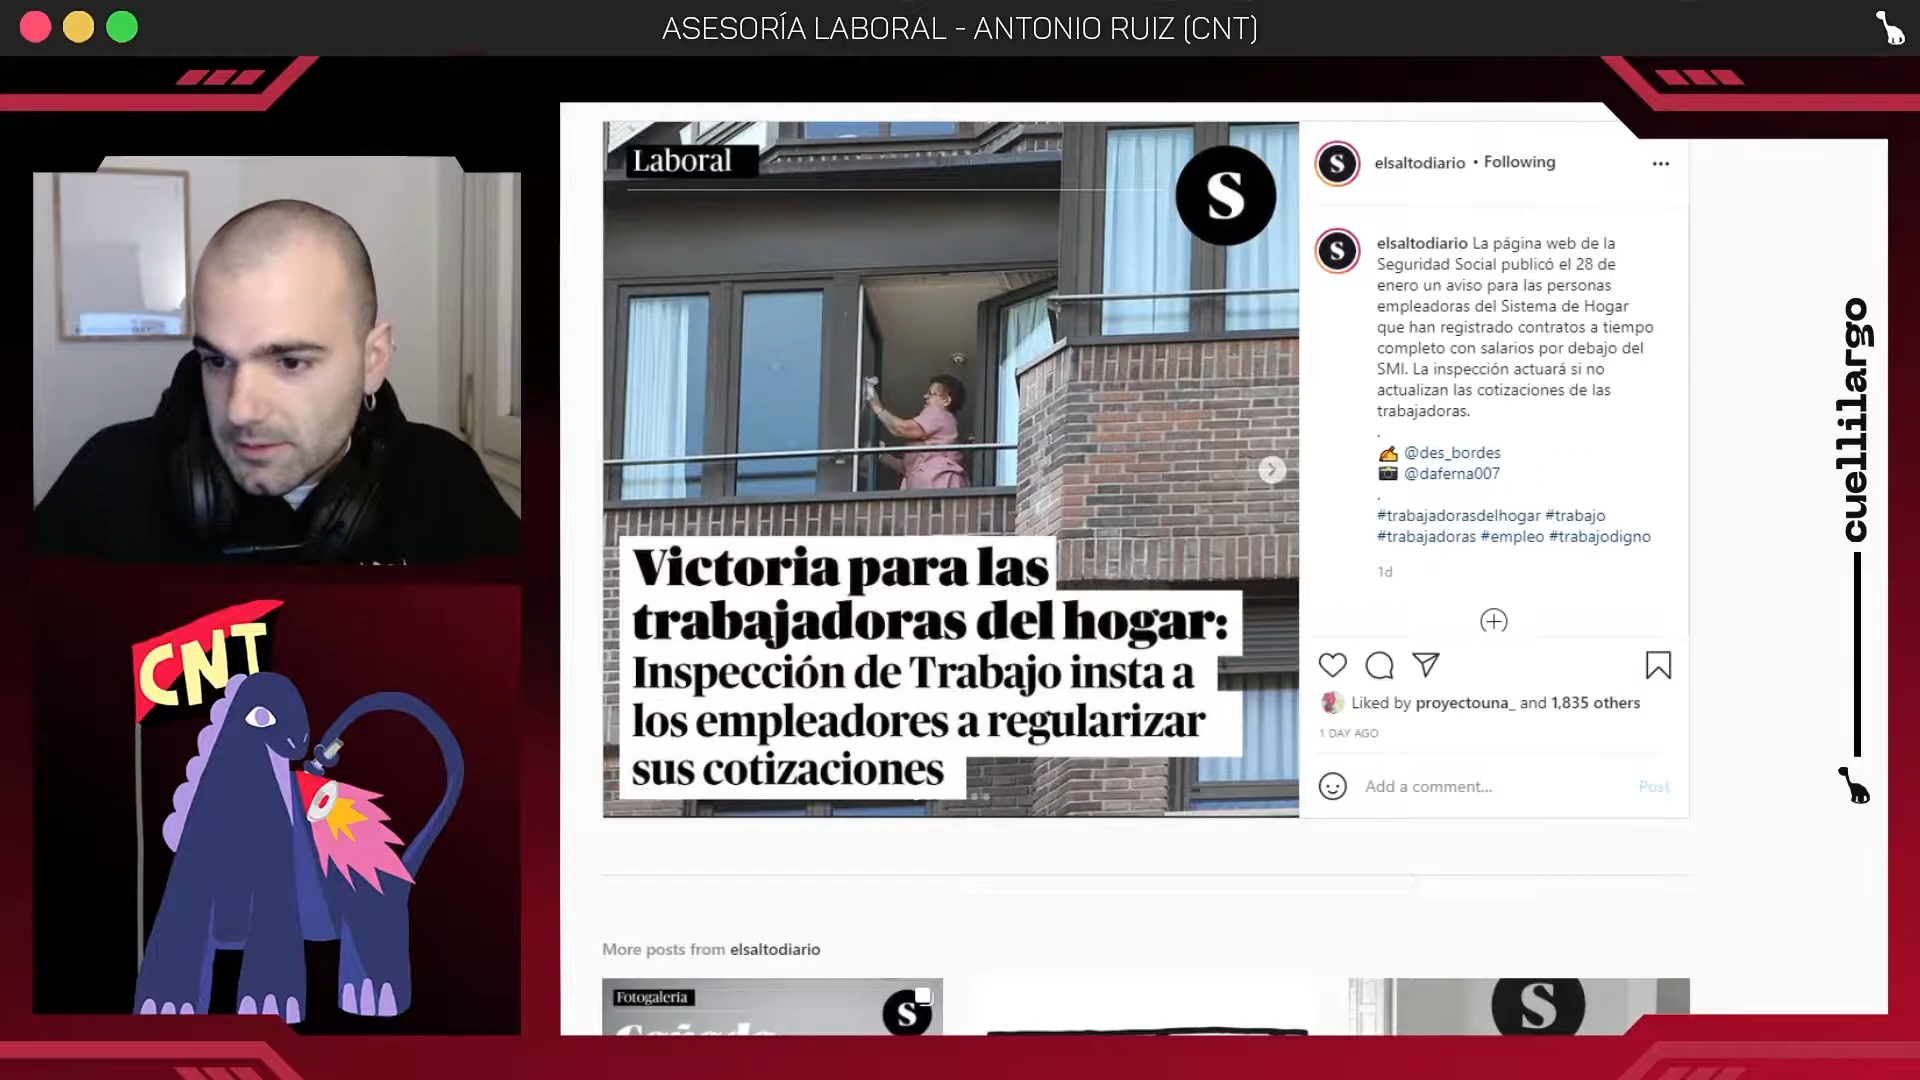 ASESORÍA LABORAL - ANTONIO RUIZ (CNT)
Laboral
S
Victoria para las
trabajadoras del hogar:
Inspección de Trabajo insta a
los empleadores a regularizar
sus cotizaciones
S
elsaltodiario • Following
S
elsaltodiario La página web de la
Seguridad Social publicó el 28 de
enero un aviso para las personas
empleadoras del Sistema de Hogar
que han registrado contratos a tiempo
completo con salarios por debajo del
SMI. La inspección actuará si no
actualizan las cotizaciones de las
trabajadoras.
.
@des_bordes
@daferna007
.
#trabajadorasdelhogar #trabajo
#trabajadoras #empleo #trabajodigno
1d
Liked by proyectouna_ and 1,835 others
1 DAY AGO
Add a comment...
Post
cuellilargo
CNT
More posts from elsaltodiario
Fotogalería
S
Cañada
S